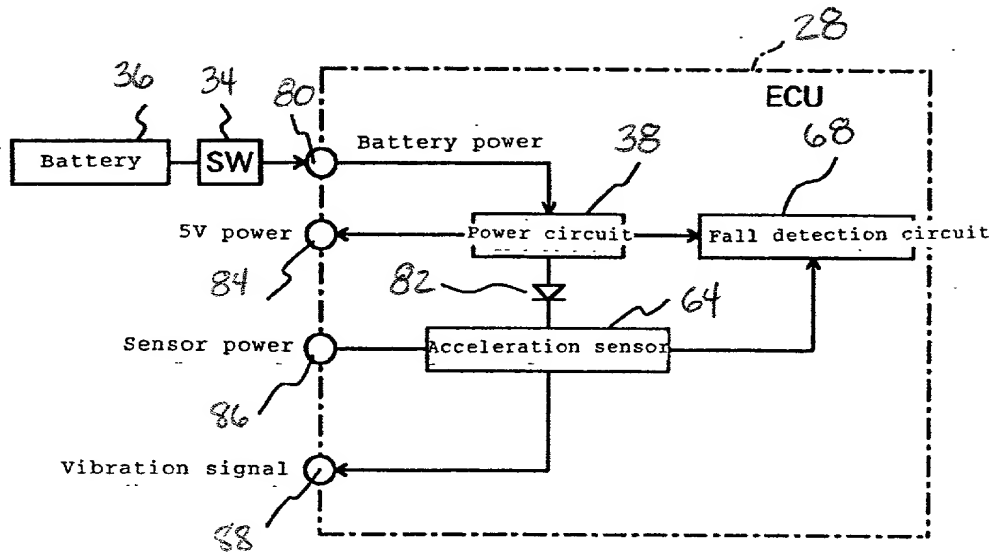 28
36
34
80
ECU
Battery
SW
Battery power
38
68
5V power
Power circuit
Fall detection circuit
84
82
64
Sensor power
Acceleration sensor
86
Vibration signal
88